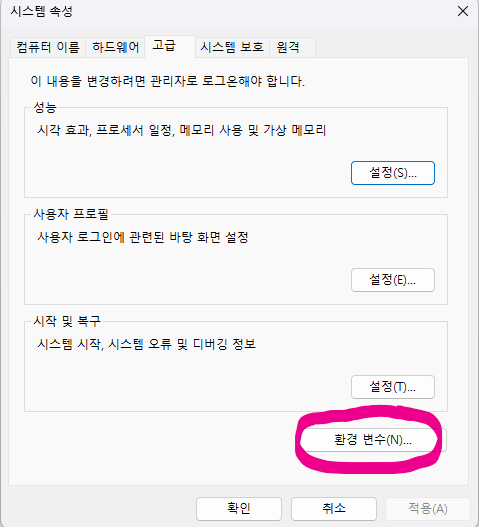 시스템 속성
컴퓨터 이름 하드웨어 고급 시스템 보호 원격
이 내용을 변경하려면 관리자로 로그온해야 합니다.
성능
시각 효과, 프로세서 일정, 메모리 사용 및 가상 메모리
설정(S)...
사용자 프로필
사용자 로그인에 관련된 바탕 화면 설정
설정(E)...
시작 및 복구
시스템 시작, 시스템 오류 및 디버깅 정보
설정(T)...
환경 변수(N)...
확인 취소 적용(A)